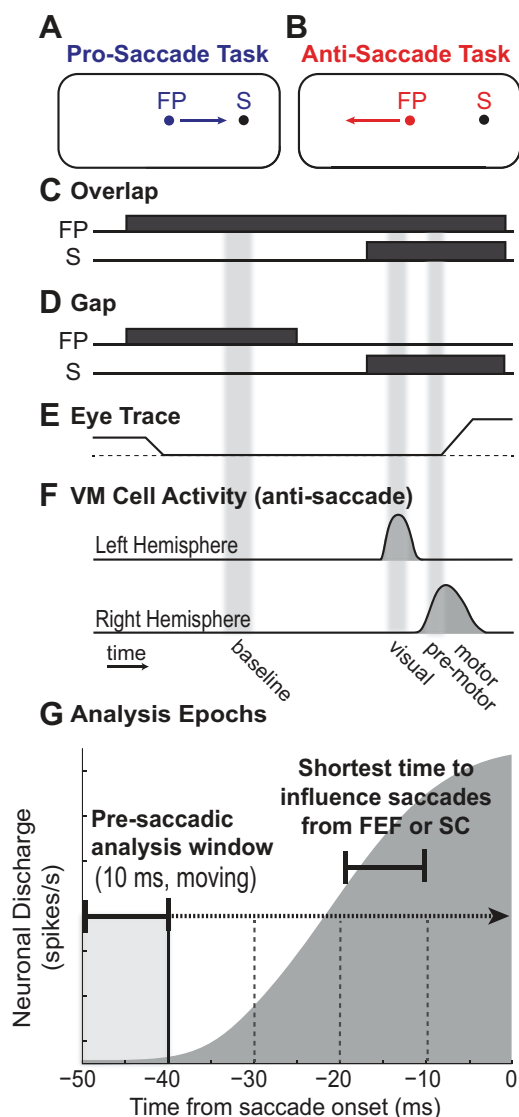 A
Pro-Saccade Task
FP
S
B
Anti-Saccade Task
FP
S
C Overlap
FP
S
D Gap
FP
S
E Eye Trace
F VM Cell Activity (anti-saccade)
Left Hemisphere
Right Hemisphere
time
baseline
visual
pre-motor
motor
G Analysis Epochs
Shortest time to
influence saccades
from FEF or SC
Pre-saccadic
analysis window
(10 ms, moving)
Neuronal Discharge
(spikes/s)
−50 −40 −30 −20 −10 0
Time from saccade onset (ms)